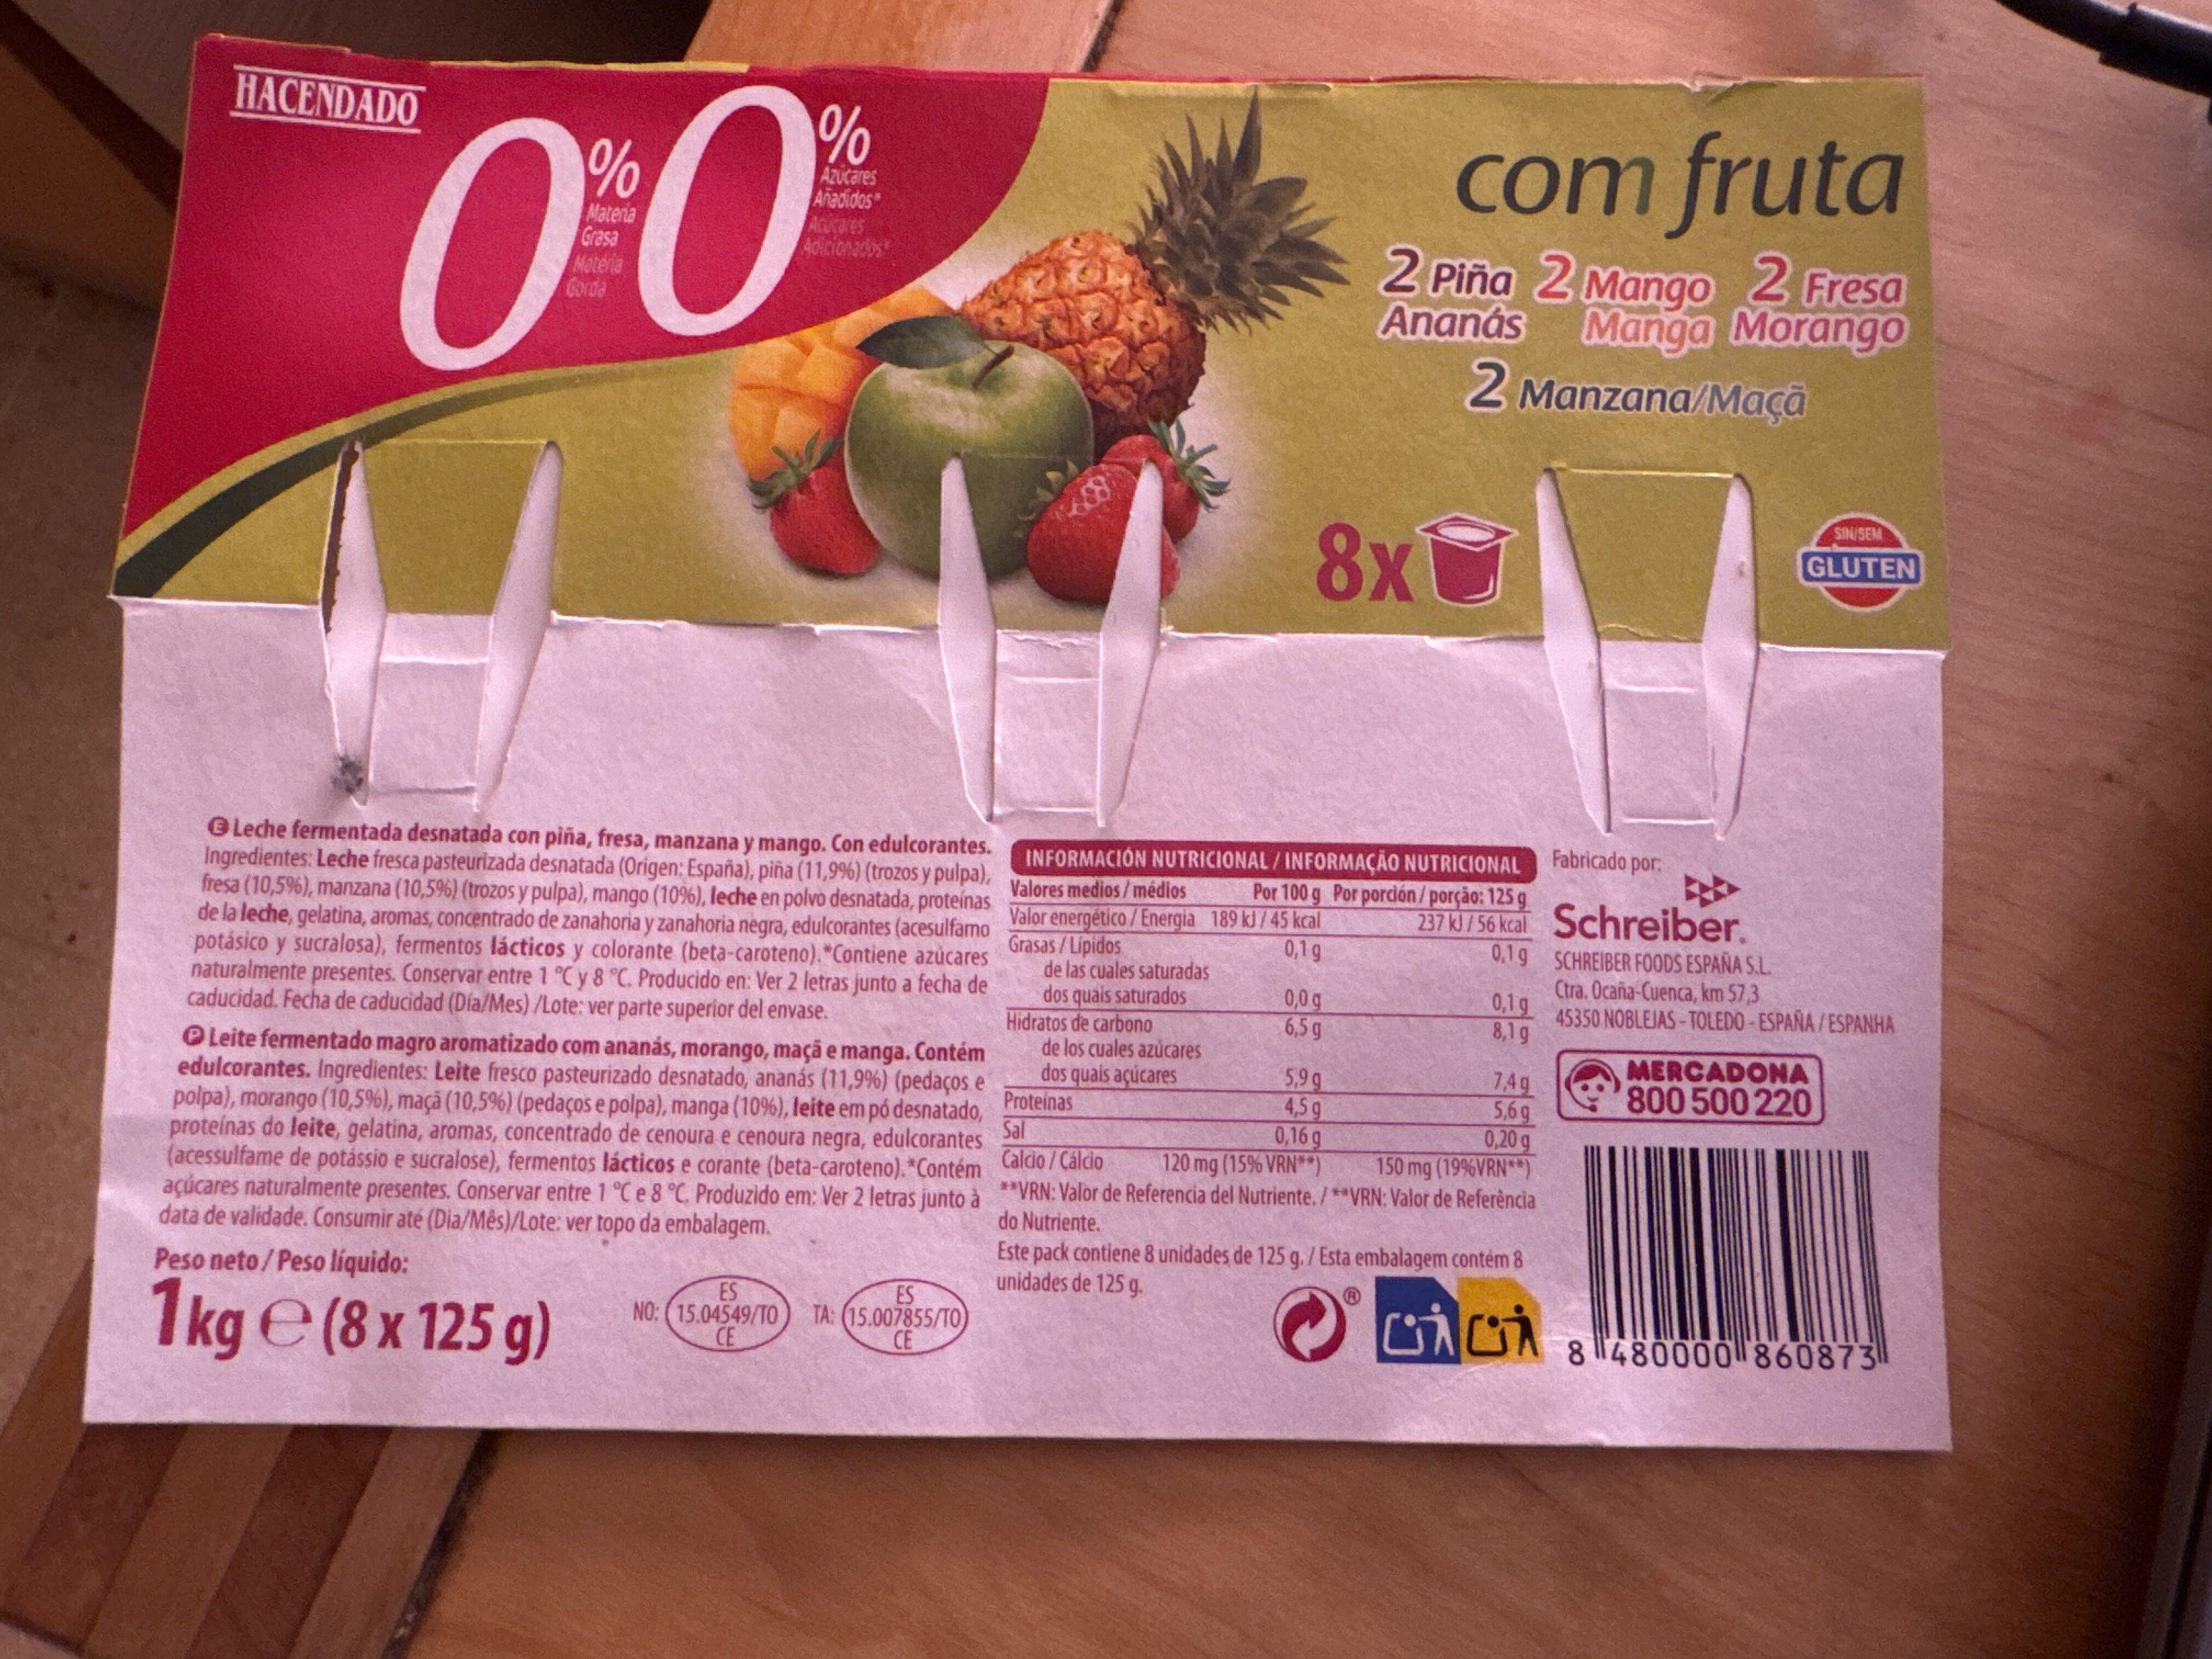 HACENDADO
0% Materia Grasa Matéria Gorda
0% Azúcares Añadidos* Açúcares Adicionados*
com fruta
2 Piña 2 Mango 2 Fresa
Ananás Manga Morango
2 Manzana/Maçã
8x
SIN/SEM
GLUTEN
E Leche fermentada desnatada con piña, fresa, manzana y mango. Con edulcorantes.
Ingredientes: Leche fresca pasteurizada desnatada (Origen: España), piña (11,9%) (trozos y pulpa),
fresa (10,5%), manzana (10,5%) (trozos y pulpa), mango (10%), leche en polvo desnatada, proteínas
de la leche, gelatina, aromas, concentrado de zanahoria y zanahoria negra, edulcorantes (acesulfamo
potásico y sucralosa), fermentos lácticos y colorante (beta-caroteno).*Contiene azúcares
naturalmente presentes. Conservar entre 1 °C y 8 °C. Producido en: Ver 2 letras junto a fecha de
caducidad. Fecha de caducidad (Día/Mes) /Lote: ver parte superior del envase.
P Leite fermentado magro aromatizado com ananás, morango, maçã e manga. Contém
edulcorantes. Ingredientes: Leite fresco pasteurizado desnatado, ananás (11,9%) (pedaços e
polpa), morango (10,5%), maçã (10,5%) (pedaços e polpa), manga (10%), leite em pó desnatado,
proteínas do leite, gelatina, aromas, concentrado de cenoura e cenoura negra, edulcorantes
(acessulfame de potássio e sucralose), fermentos lácticos e corante (beta-caroteno).*Contém
açúcares naturalmente presentes. Conservar entre 1 °C e 8 °C. Produzido em: Ver 2 letras junto à
data de validade. Consumir até (Dia/Mês)/Lote: ver topo da embalagem.
Peso neto / Peso líquido:
1 kg e (8 x 125 g)
NO: ES 15.04549/TO CE
TA: ES 15.007855/TO CE
INFORMACIÓN NUTRICIONAL / INFORMAÇÃO NUTRICIONAL
Valores medios / médios Por 100 g Por porción / porção: 125 g
Valor energético / Energia 189 kJ / 45 kcal 237 kJ / 56 kcal
Grasas / Lípidos 0,1 g 0,1 g
de las cuales saturadas
dos quais saturados 0,0 g 0,1 g
Hidratos de carbono 6,5 g 8,1 g
de los cuales azúcares
dos quais açúcares 5,9 g 7,4 g
Proteínas 4,5 g 5,6 g
Sal 0,16 g 0,20 g
Calcio / Cálcio 120 mg (15% VRN**) 150 mg (19%VRN**)
**VRN: Valor de Referencia del Nutriente. / **VRN: Valor de Referência
do Nutriente.
Este pack contiene 8 unidades de 125 g. / Esta embalagem contém 8
unidades de 125 g.
®
Fabricado por:
Schreiber.
SCHREIBER FOODS ESPAÑA S.L.
Ctra. Ocaña-Cuenca, km 57,3
45350 NOBLEJAS - TOLEDO - ESPAÑA / ESPANHA
MERCADONA
800 500 220
8 480000 860873